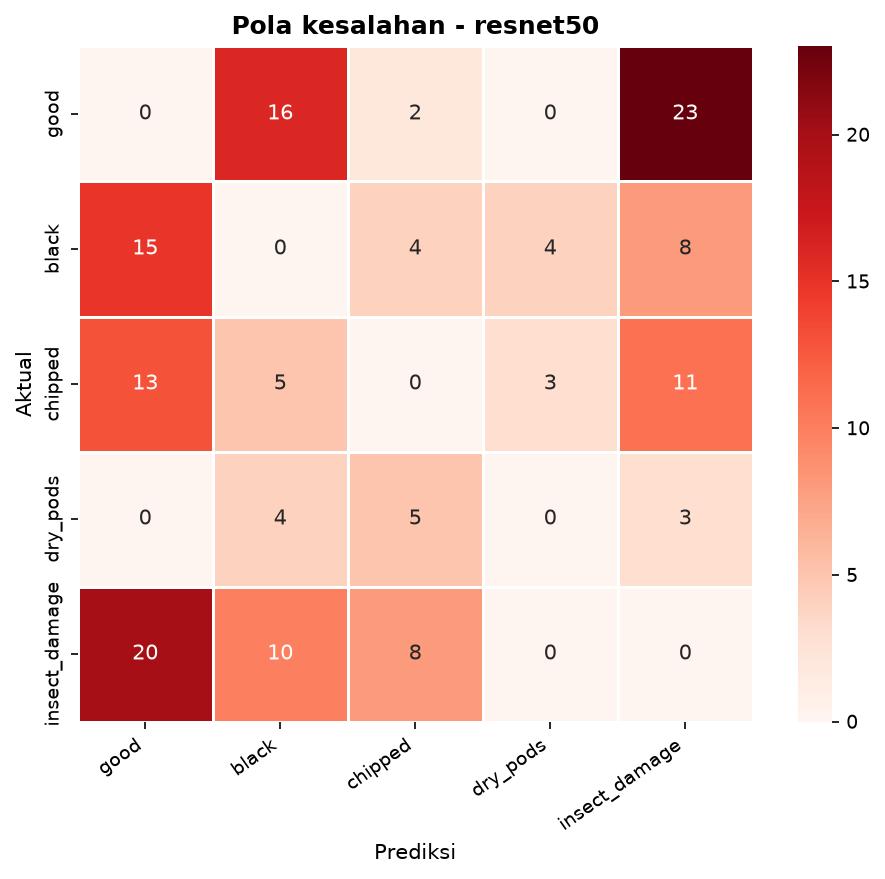 Pola kesalahan - resnet50
good 0 16 2 0 23
black 15 0 4 4 8
chipped 13 5 0 3 11
dry_pods 0 4 5 0 3
insect_damage 20 10 8 0 0
Aktual
good black chipped dry_pods insect_damage
Prediksi
20
15
10
5
0